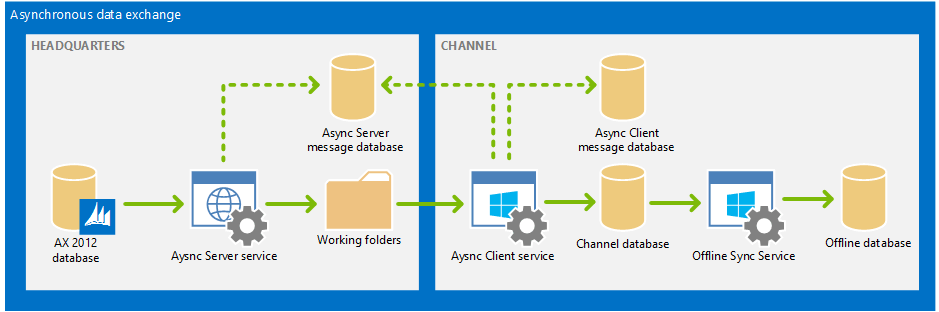 Asynchronous data exchange
HEADQUARTERS
CHANNEL
Async Server
message database
Async Client
message database
AX 2012
database
Aysnc Server service
Working folders
Aysnc Client service
Channel database
Offline Sync Service
Offline database